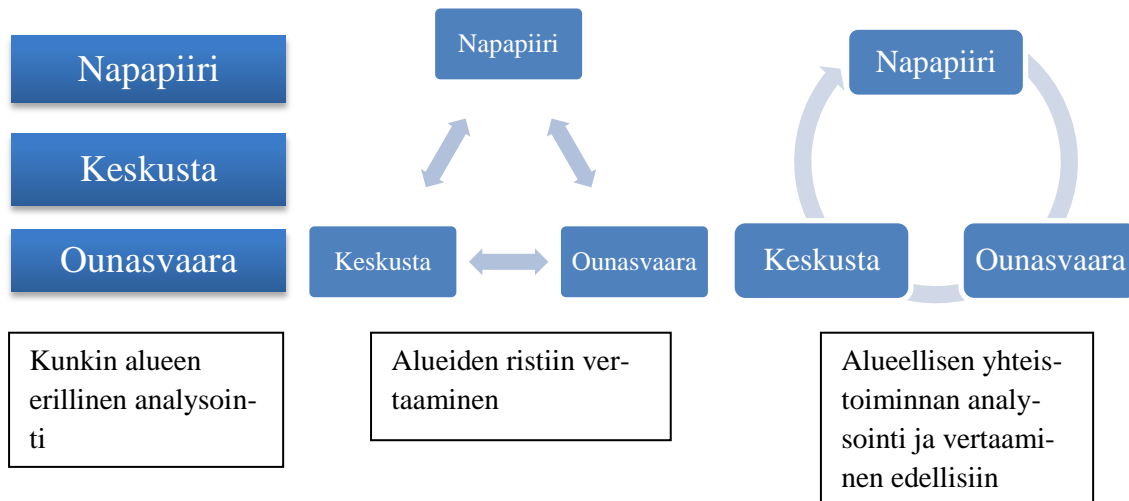 Napapiiri
Keskusta
Ounasvaara
Kunkin alueen
erillinen analysoin-
ti
Napapiiri
Keskusta
Ounasvaara
Alueiden ristiin ver-
taaminen
Napapiiri
Keskusta
Ounasvaara
Alueellisen yhteis-
toiminnan analy-
sointi ja vertaami-
nen edellisiin